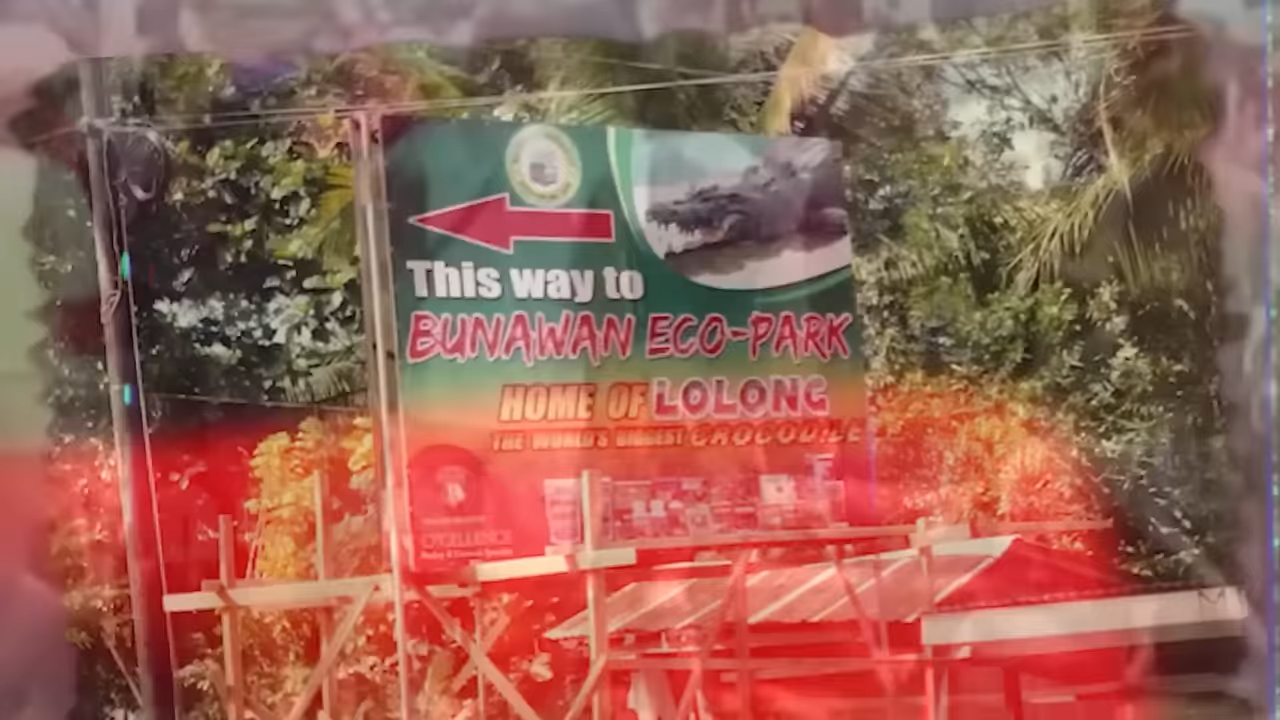 This way to
BUNAWAN ECO-PARK
HOME OF LOLONG
THE WORLD'S BIGGEST CROCODILE
EXCELLENCE